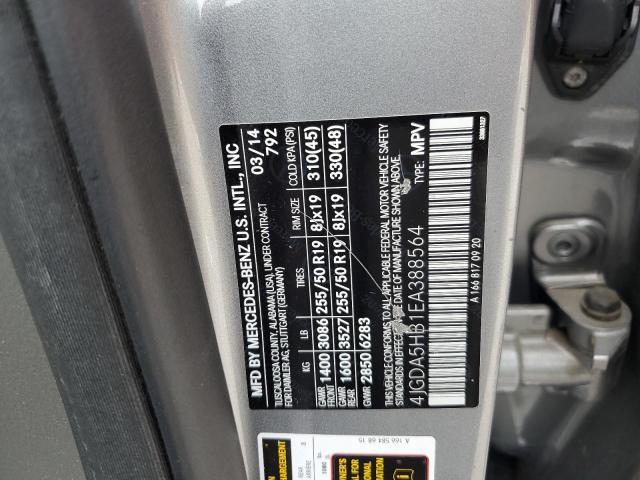 MFD BY MERCEDES-BENZ U.S. INTL., INC
TUSCALOOSA COUNTY, ALABAMA (USA), UNDER CONTRACT 03/14
FOR DAIMLER AG, STUTTGART (GERMANY) 792
KG LB TIRES RIM SIZE COLD KPA (PSI)
GAWR FRONT 1400 3086 255/50 R19 8Jx19 310(45)
GAWR REAR 1600 3527 255/50 R19 8Jx19 330(48)
GVWR 2850 6283
THIS VEHICLE CONFORMS TO ALL APPLICABLE FEDERAL MOTOR VEHICLE SAFETY
STANDARDS IN EFFECT ON THE DATE OF MANUFACTURE SHOWN ABOVE.
4JGDA5HB1EA388564 TYPE: MPV
A 166 817 09 20
A 166 584 68 15